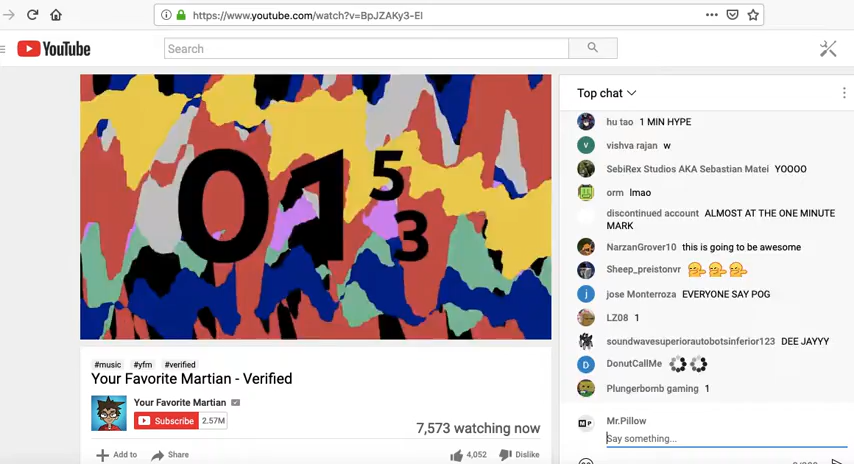 https://www.youtube.com/watch?v=BpJZAKy3-EI
YouTube
Search
01 53
#music #yfm #verified
Your Favorite Martian - Verified
Your Favorite Martian
Subscribe 2.57M
7,573 watching now
Add to Share 4,052 Dislike
Top chat
hu tao 1 MIN HYPE
V vishva rajan w
SebiRex Studios AKA Sebastian Matei YOOOO
orm lmao
discontinued account ALMOST AT THE ONE MINUTE
MARK
NarzanGrover10 this is going to be awesome
Sheep_preistonvr
j jose Monterroza EVERYONE SAY POG
LZ08 1
soundwavesuperiorautobotsinferior123 DEE JAYYY
D DonutCallMe
Plungerbomb gaming 1
MP Mr.Pillow
Say something...